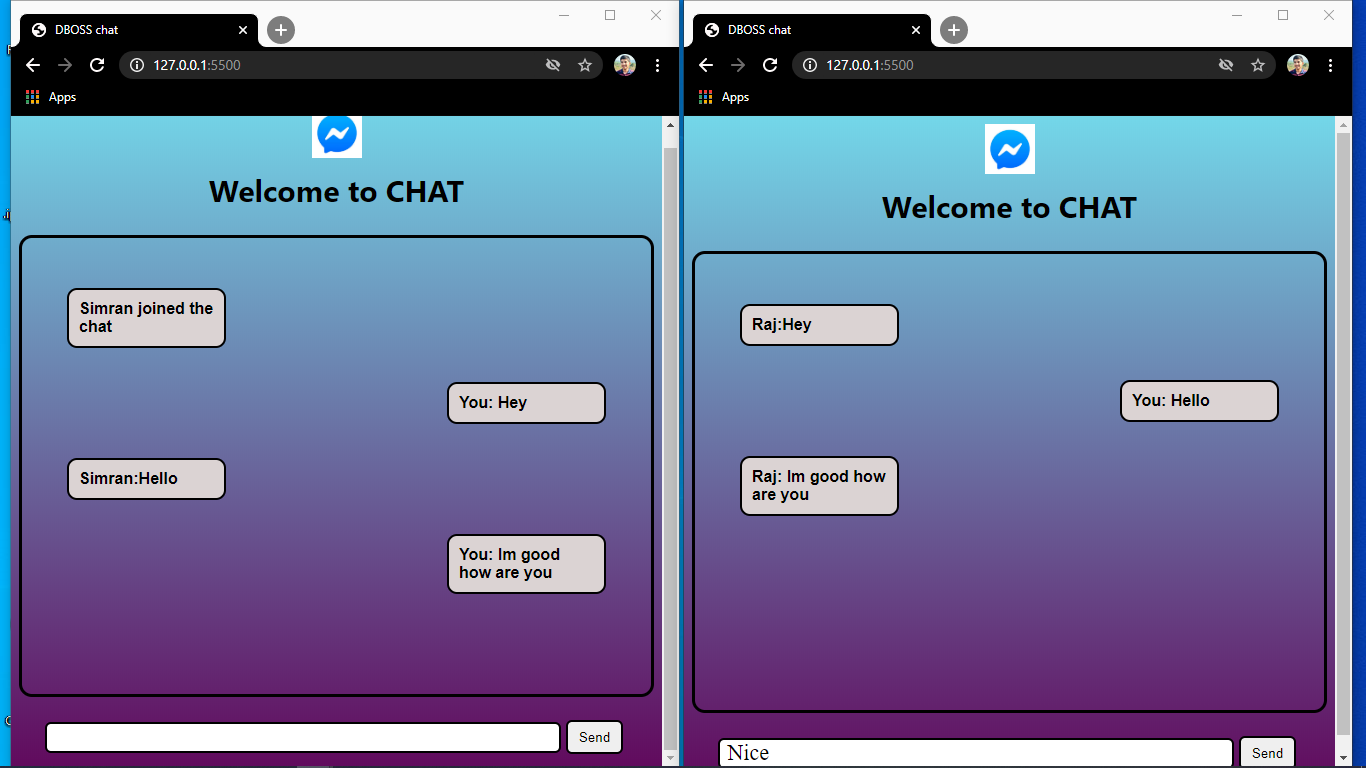 DBOSS chat
127.0.0.1:5500
Apps
Welcome to CHAT
Simran joined the
chat
You: Hey
Simran:Hello
You: Im good
how are you
Send
DBOSS chat
127.0.0.1:5500
Apps
Welcome to CHAT
Raj:Hey
You: Hello
Raj: Im good how
are you
Nice
Send